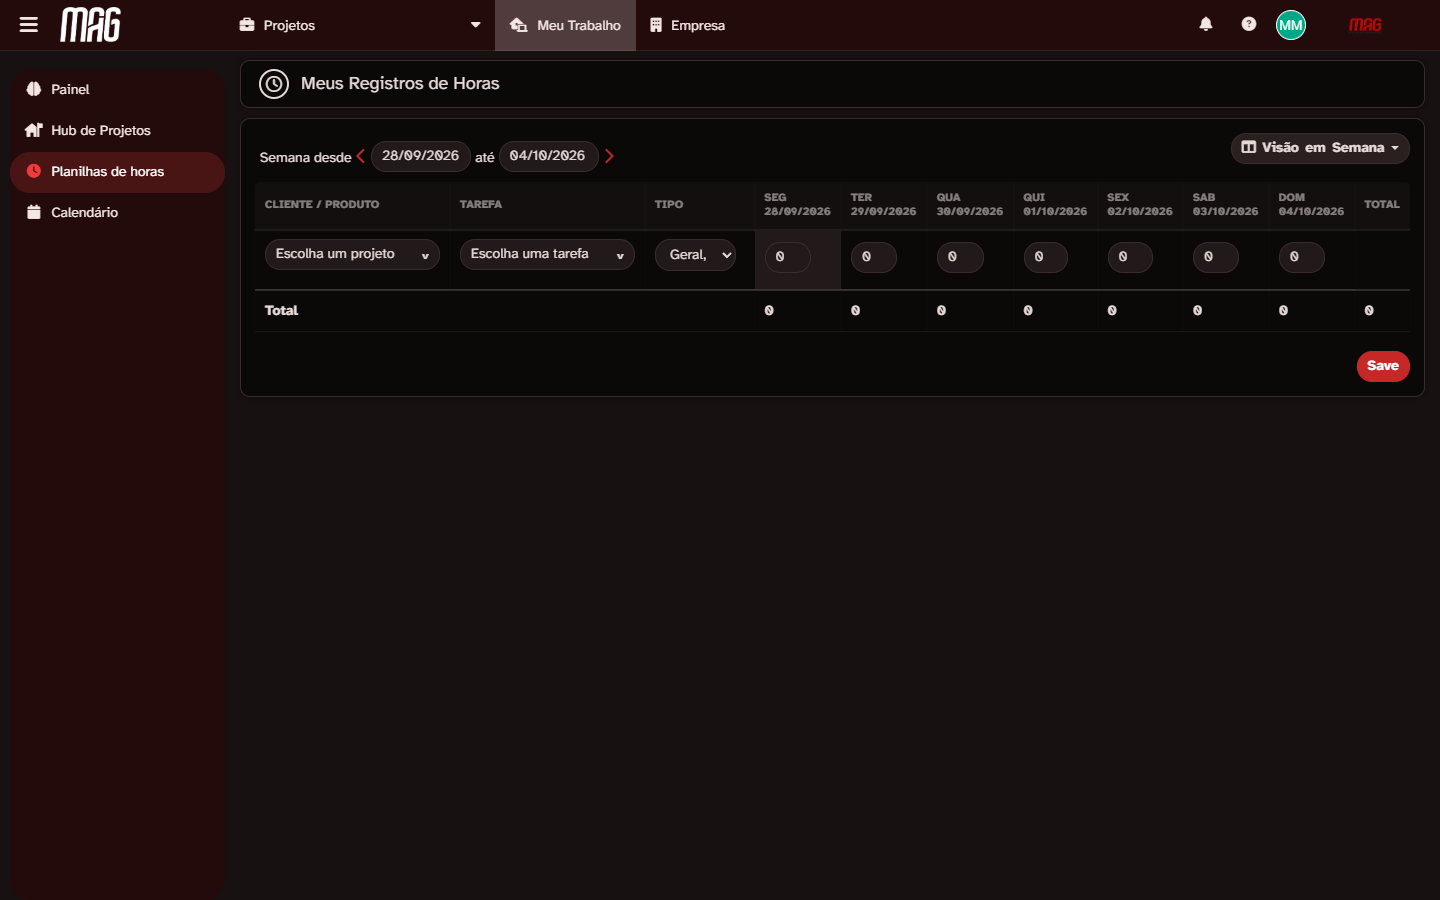 MAG
Projetos
Meu Trabalho
Empresa
?
MM
MAG
Painel
Hub de Projetos
Planilhas de horas
Calendário
Meus Registros de Horas
Semana desde 28/09/2026 até 04/10/2026
Visão em Semana
CLIENTE / PRODUTO TAREFA TIPO SEG 28/09/2026 TER 29/09/2026 QUA 30/09/2026 QUI 01/10/2026 SEX 02/10/2026 SAB 03/10/2026 DOM 04/10/2026 TOTAL
Escolha um projeto Escolha uma tarefa Geral, 0 0 0 0 0 0 0
Total 0 0 0 0 0 0 0 0
Save